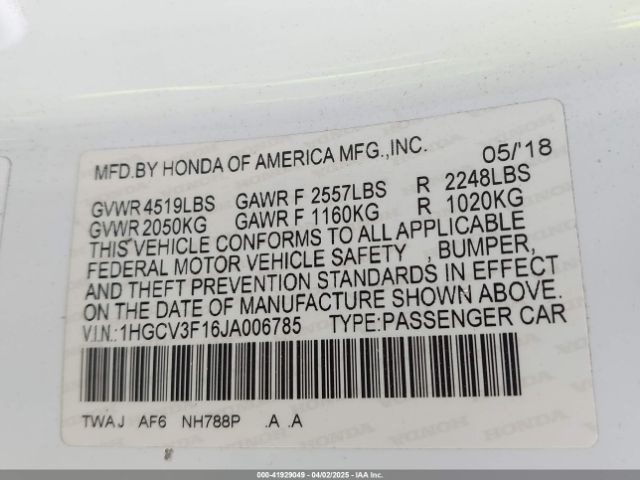 MFD.BY HONDA OF AMERICA MFG.,INC. 05/'18
GVWR 4519LBS GAWR F 2557LBS R 2248LBS
GVWR 2050KG GAWR F 1160KG R 1020KG
THIS VEHICLE CONFORMS TO ALL APPLICABLE
FEDERAL MOTOR VEHICLE SAFETY , BUMPER,
AND THEFT PREVENTION STANDARDS IN EFFECT
ON THE DATE OF MANUFACTURE SHOWN ABOVE.
V.I.N.:1HGCV3F16JA006785 TYPE:PASSENGER CAR
TWAJ AF6 NH788P .A .A
000-41929049 - 04/02/2025 - IAA Inc.